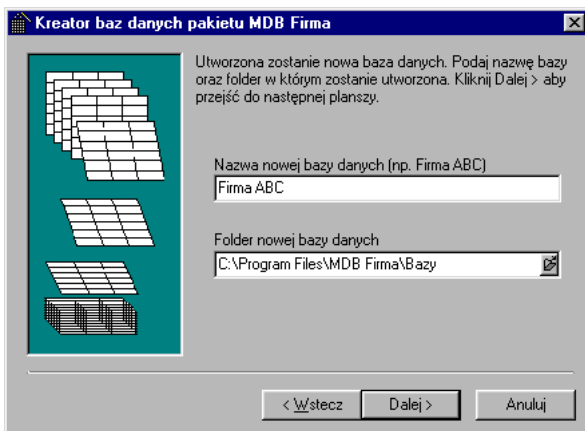 Kreator baz danych pakietu MDB Firma
Utworzona zostanie nowa baza danych. Podaj nazwę bazy
oraz folder w którym zostanie utworzona. Kliknij Dalej > aby
przejść do następnej planszy.
Nazwa nowej bazy danych (np. Firma ABC)
Firma ABC
Folder nowej bazy danych
C:\Program Files\MDB Firma\Bazy
< Wstecz
Dalej >
Anuluj